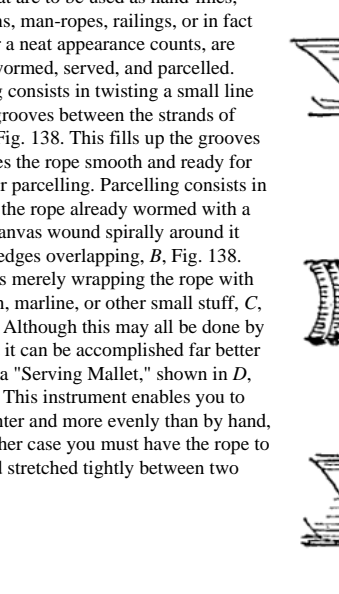 at are to be used as hand-lines,
s, man-ropes, railings, or in fact
a neat appearance counts, are
wormed, served, and parcelled.
consists in twisting a small line
grooves between the strands of
Fig. 138. This fills up the grooves
es the rope smooth and ready for
r parcelling. Parcelling consists in
the rope already wormed with a
anvas wound spirally around it
edges overlapping, B, Fig. 138.
s merely wrapping the rope with
n, marline, or other small stuff, C,
Although this may all be done by
it can be accomplished far better
a "Serving Mallet," shown in D,
This instrument enables you to
hter and more evenly than by hand,
her case you must have the rope to
d stretched tightly between two